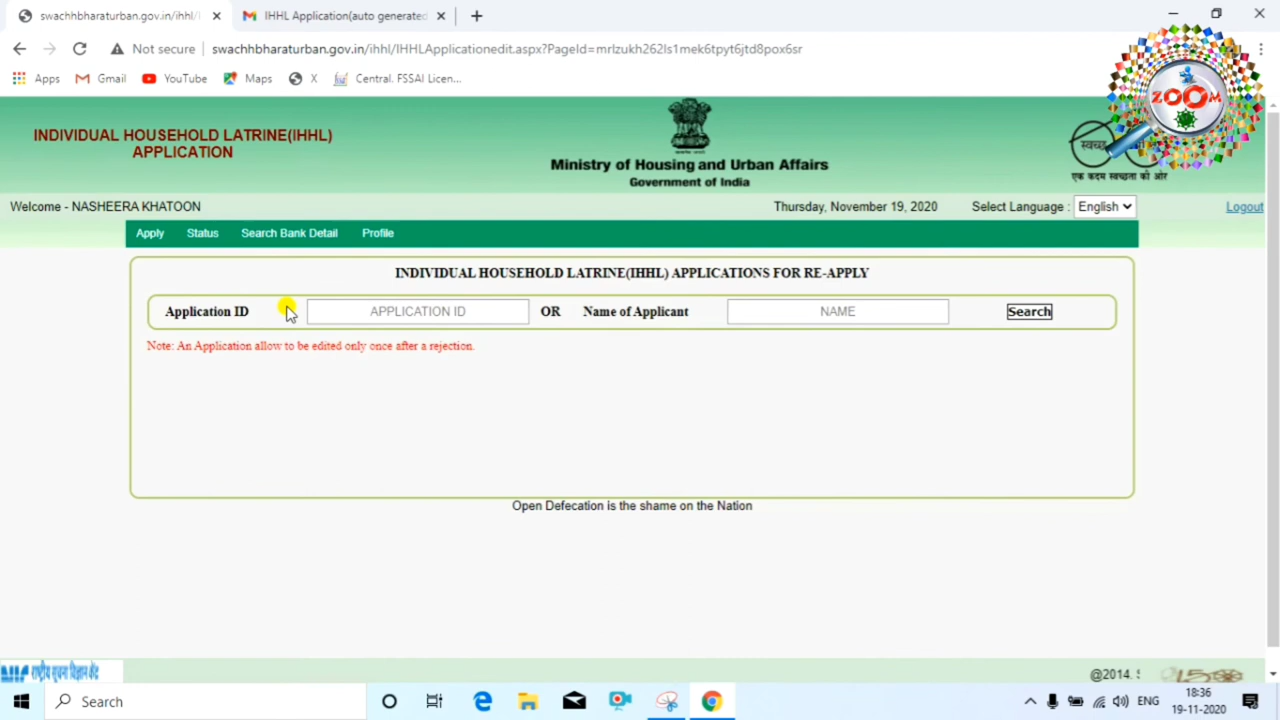 swachhbharaturban.gov.in/ihhl/I
IHHL Application(auto generated
Not secure
swachhbharaturban.gov.in/ihhl/IHHLApplicationedit.aspx?PageId=mrlzukh262ls1mek6tpyt6jtd8pox6sr
Apps Gmail YouTube Maps X Central. FSSAI Licen...
ZOOM
INDIVIDUAL HOUSEHOLD LATRINE(IHHL)
APPLICATION
Ministry of Housing and Urban Affairs
Government of India
स्वच्छ
एक कदम स्वच्छता की ओर
Welcome - NASHEERA KHATOON
Thursday, November 19, 2020
Select Language : English
Logout
Apply Status Search Bank Detail Profile
INDIVIDUAL HOUSEHOLD LATRINE(IHHL) APPLICATIONS FOR RE-APPLY
Application ID APPLICATION ID OR Name of Applicant NAME Search
Note: An Application allow to be edited only once after a rejection.
Open Defecation is the shame on the Nation
राष्ट्रीय सूचना विज्ञान केंद्र
@2014.
Search
ENG
18:36
19-11-2020